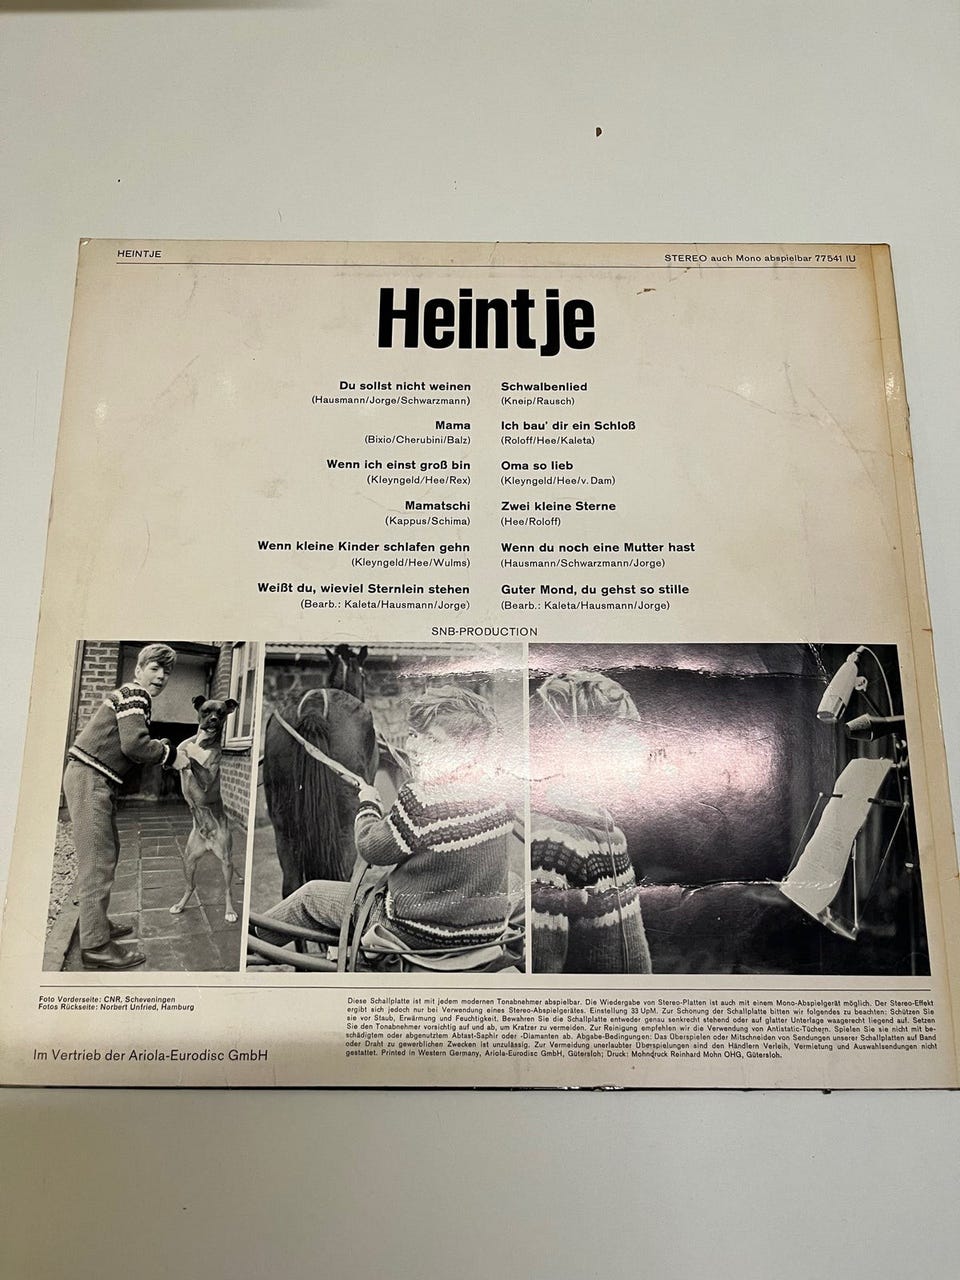 HEINTJE
STEREO auch Mono abspielbar 77541 IU
Heintje
Du sollst nicht weinen
(Hausmann/Jorge/Schwarzmann)
Mama
(Bixio/Cherubini/Balz)
Wenn ich einst groß bin
(Kleyngeld/Hee/Rex)
Mamatschi
(Kappus/Schima)
Wenn kleine Kinder schlafen gehn
(Kleyngeld/Hee/Wulms)
Weißt du, wieviel Sternlein stehen
(Bearb.: Kaleta/Hausmann/Jorge)
Schwalbenlied
(Kneip/Rausch)
Ich bau' dir ein Schloß
(Roloff/Hee/Kaleta)
Oma so lieb
(Kleyngeld/Hee/v. Dam)
Zwei kleine Sterne
(Hee/Roloff)
Wenn du noch eine Mutter hast
(Hausmann/Schwarzmann/Jorge)
Guter Mond, du gehst so stille
(Bearb.: Kaleta/Hausmann/Jorge)
SNB-PRODUCTION
Foto Vorderseite: CNR, Scheveningen
Fotos Rückseite: Norbert Unfried, Hamburg
Im Vertrieb der Ariola-Eurodisc GmbH
Diese Schallplatte ist mit jedem modernen Tonabnehmer abspielbar. Die Wiedergabe von Stereo-Platten ist auch mit einem Mono-Abspielgerät möglich. Der Stereo-Effekt
ergibt sich jedoch nur bei Verwendung eines Stereo-Abspielgerätes. Einstellung 33 UpM. Zur Schonung der Schallplatte bitten wir folgendes zu beachten: Schützen Sie
sie vor Staub, Erwärmung und Feuchtigkeit. Bewahren Sie die Schallplatte entweder genau senkrecht stehend oder auf glatter Unterlage waagerecht liegend auf. Setzen
Sie den Tonabnehmer vorsichtig auf und ab, um Kratzer zu vermeiden. Zur Reinigung empfehlen wir die Verwendung von Antistatic-Tüchern. Spielen Sie sie nicht mit be-
schädigtem oder abgenutztem Abtast-Saphir oder -Diamanten ab. Abgabe-Bedingungen: Das Überspielen oder Mitschneiden von Sendungen unserer Schallplatten auf Band
oder Draht zu gewerblichen Zwecken ist unzulässig. Zur Vermeidung unerlaubter Überspielungen sind den Händlern Verleih, Vermietung und Auswahlsendungen nicht
gestattet. Printed in Western Germany, Ariola-Eurodisc GmbH, Gütersloh; Druck: Mohndruck Reinhard Mohn OHG, Gütersloh.